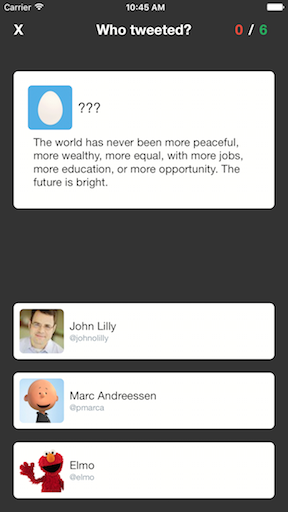 Carrier 10:45 AM
X Who tweeted? 0 / 6
???
The world has never been more peaceful,
more wealthy, more equal, with more jobs,
more education, or more opportunity. The
future is bright.
John Lilly
@johnolilly
Marc Andreessen
@pmarca
Elmo
@elmo